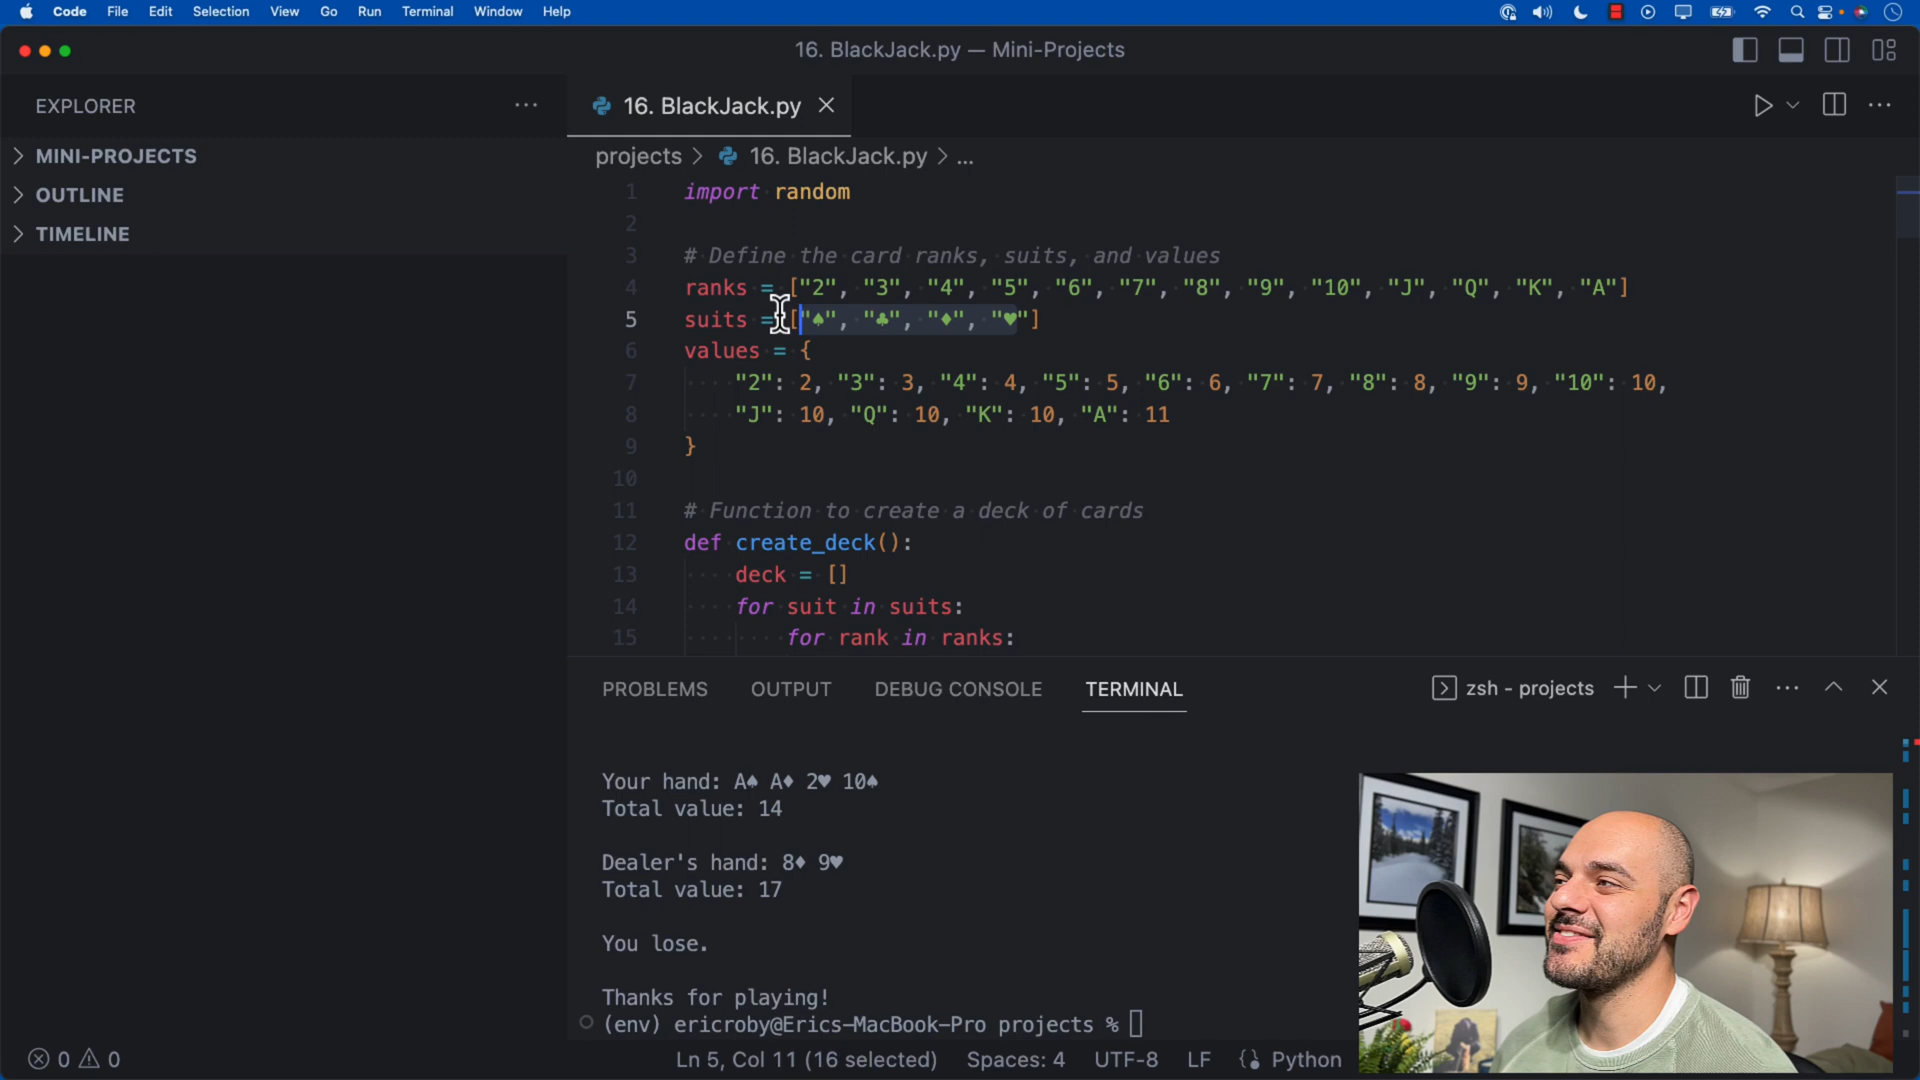 Code File Edit Selection View Go Run Terminal Window Help
16. BlackJack.py — Mini-Projects
EXPLORER
MINI-PROJECTS
OUTLINE
TIMELINE
16. BlackJack.py
projects > 16. BlackJack.py > ...
1 import random
2
3 # Define the card ranks, suits, and values
4 ranks = ["2", "3", "4", "5", "6", "7", "8", "9", "10", "J", "Q", "K", "A"]
5 suits = ["♠", "♣", "♦", "♥"]
6 values = {
7 "2": 2, "3": 3, "4": 4, "5": 5, "6": 6, "7": 7, "8": 8, "9": 9, "10": 10,
8 "J": 10, "Q": 10, "K": 10, "A": 11
9 }
10
11 # Function to create a deck of cards
12 def create_deck():
13 deck = []
14 for suit in suits:
15 for rank in ranks:
PROBLEMS OUTPUT DEBUG CONSOLE TERMINAL
zsh - projects
Your hand: A♠ A♦ 2♥ 10♠
Total value: 14
Dealer's hand: 8♦ 9♥
Total value: 17
You lose.
Thanks for playing!
(env) ericroby@Erics-MacBook-Pro projects %
0 0
Ln 5, Col 11 (16 selected) Spaces: 4 UTF-8 LF Python